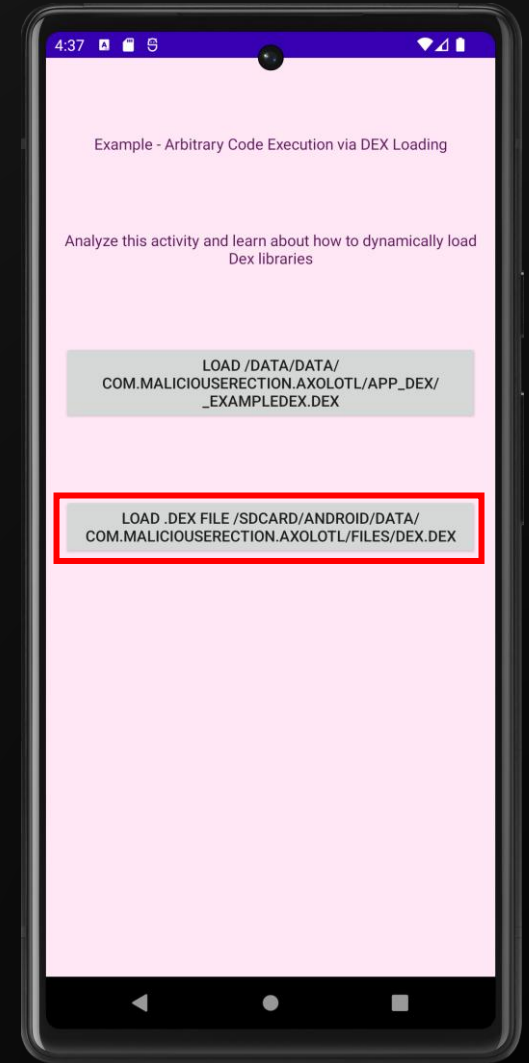 4:37
Example - Arbitrary Code Execution via DEX Loading
Analyze this activity and learn about how to dynamically load
Dex libraries
LOAD /DATA/DATA/
COM.MALICIOUSERECTION.AXOLOTL/APP_DEX/
_EXAMPLEDEX.DEX
LOAD .DEX FILE /SDCARD/ANDROID/DATA/
COM.MALICIOUSERECTION.AXOLOTL/FILES/DEX.DEX